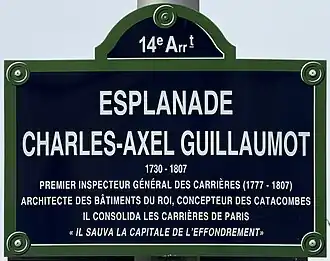 14e Arrt
ESPLANADE
CHARLES-AXEL GUILLAUMOT
1730 - 1807
PREMIER INSPECTEUR GÉNÉRAL DES CARRIÈRES (1777 - 1807)
ARCHITECTE DES BÂTIMENTS DU ROI, CONCEPTEUR DES CATACOMBES
IL CONSOLIDA LES CARRIÈRES DE PARIS
« IL SAUVA LA CAPITALE DE L'EFFONDREMENT»